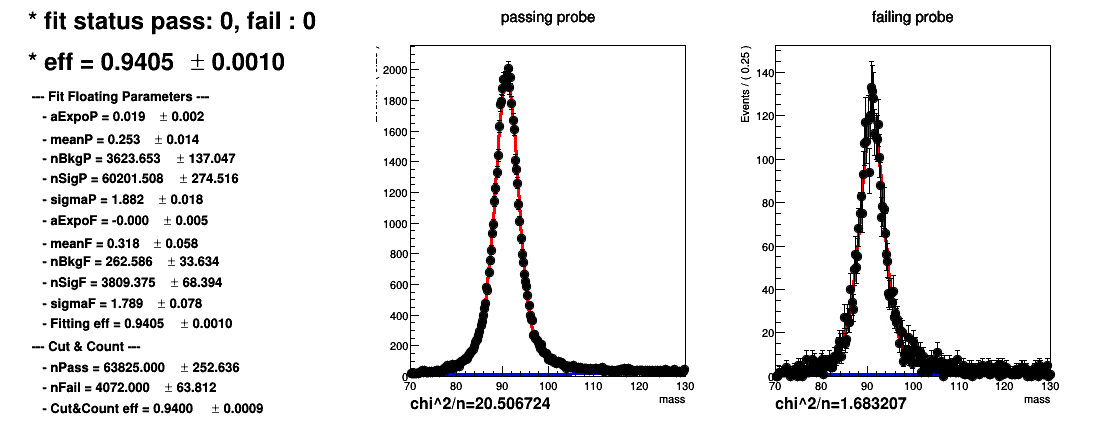 * fit status pass: 0, fail : 0
* eff = 0.9405 ± 0.0010
--- Fit Floating Parameters ---
- aExpoP = 0.019 ± 0.002
- meanP = 0.253 ± 0.014
- nBkgP = 3623.653 ± 137.047
- nSigP = 60201.508 ± 274.516
- sigmaP = 1.882 ± 0.018
- aExpoF = -0.000 ± 0.005
- meanF = 0.318 ± 0.058
- nBkgF = 262.586 ± 33.634
- nSigF = 3809.375 ± 68.394
- sigmaF = 1.789 ± 0.078
- Fitting eff = 0.9405 ± 0.0010
--- Cut & Count ---
- nPass = 63825.000 ± 252.636
- nFail = 4072.000 ± 63.812
- Cut&Count eff = 0.9400 ± 0.0009
passing probe
2000
1800
1600
1400
1200
1000
800
600
400
200
0
70 80 90 100 110 120 130
mass
chi^2/n=20.506724
failing probe
Events / ( 0.25 )
140
120
100
80
60
40
20
0
70 80 90 100 110 120 130
mass
chi^2/n=1.683207